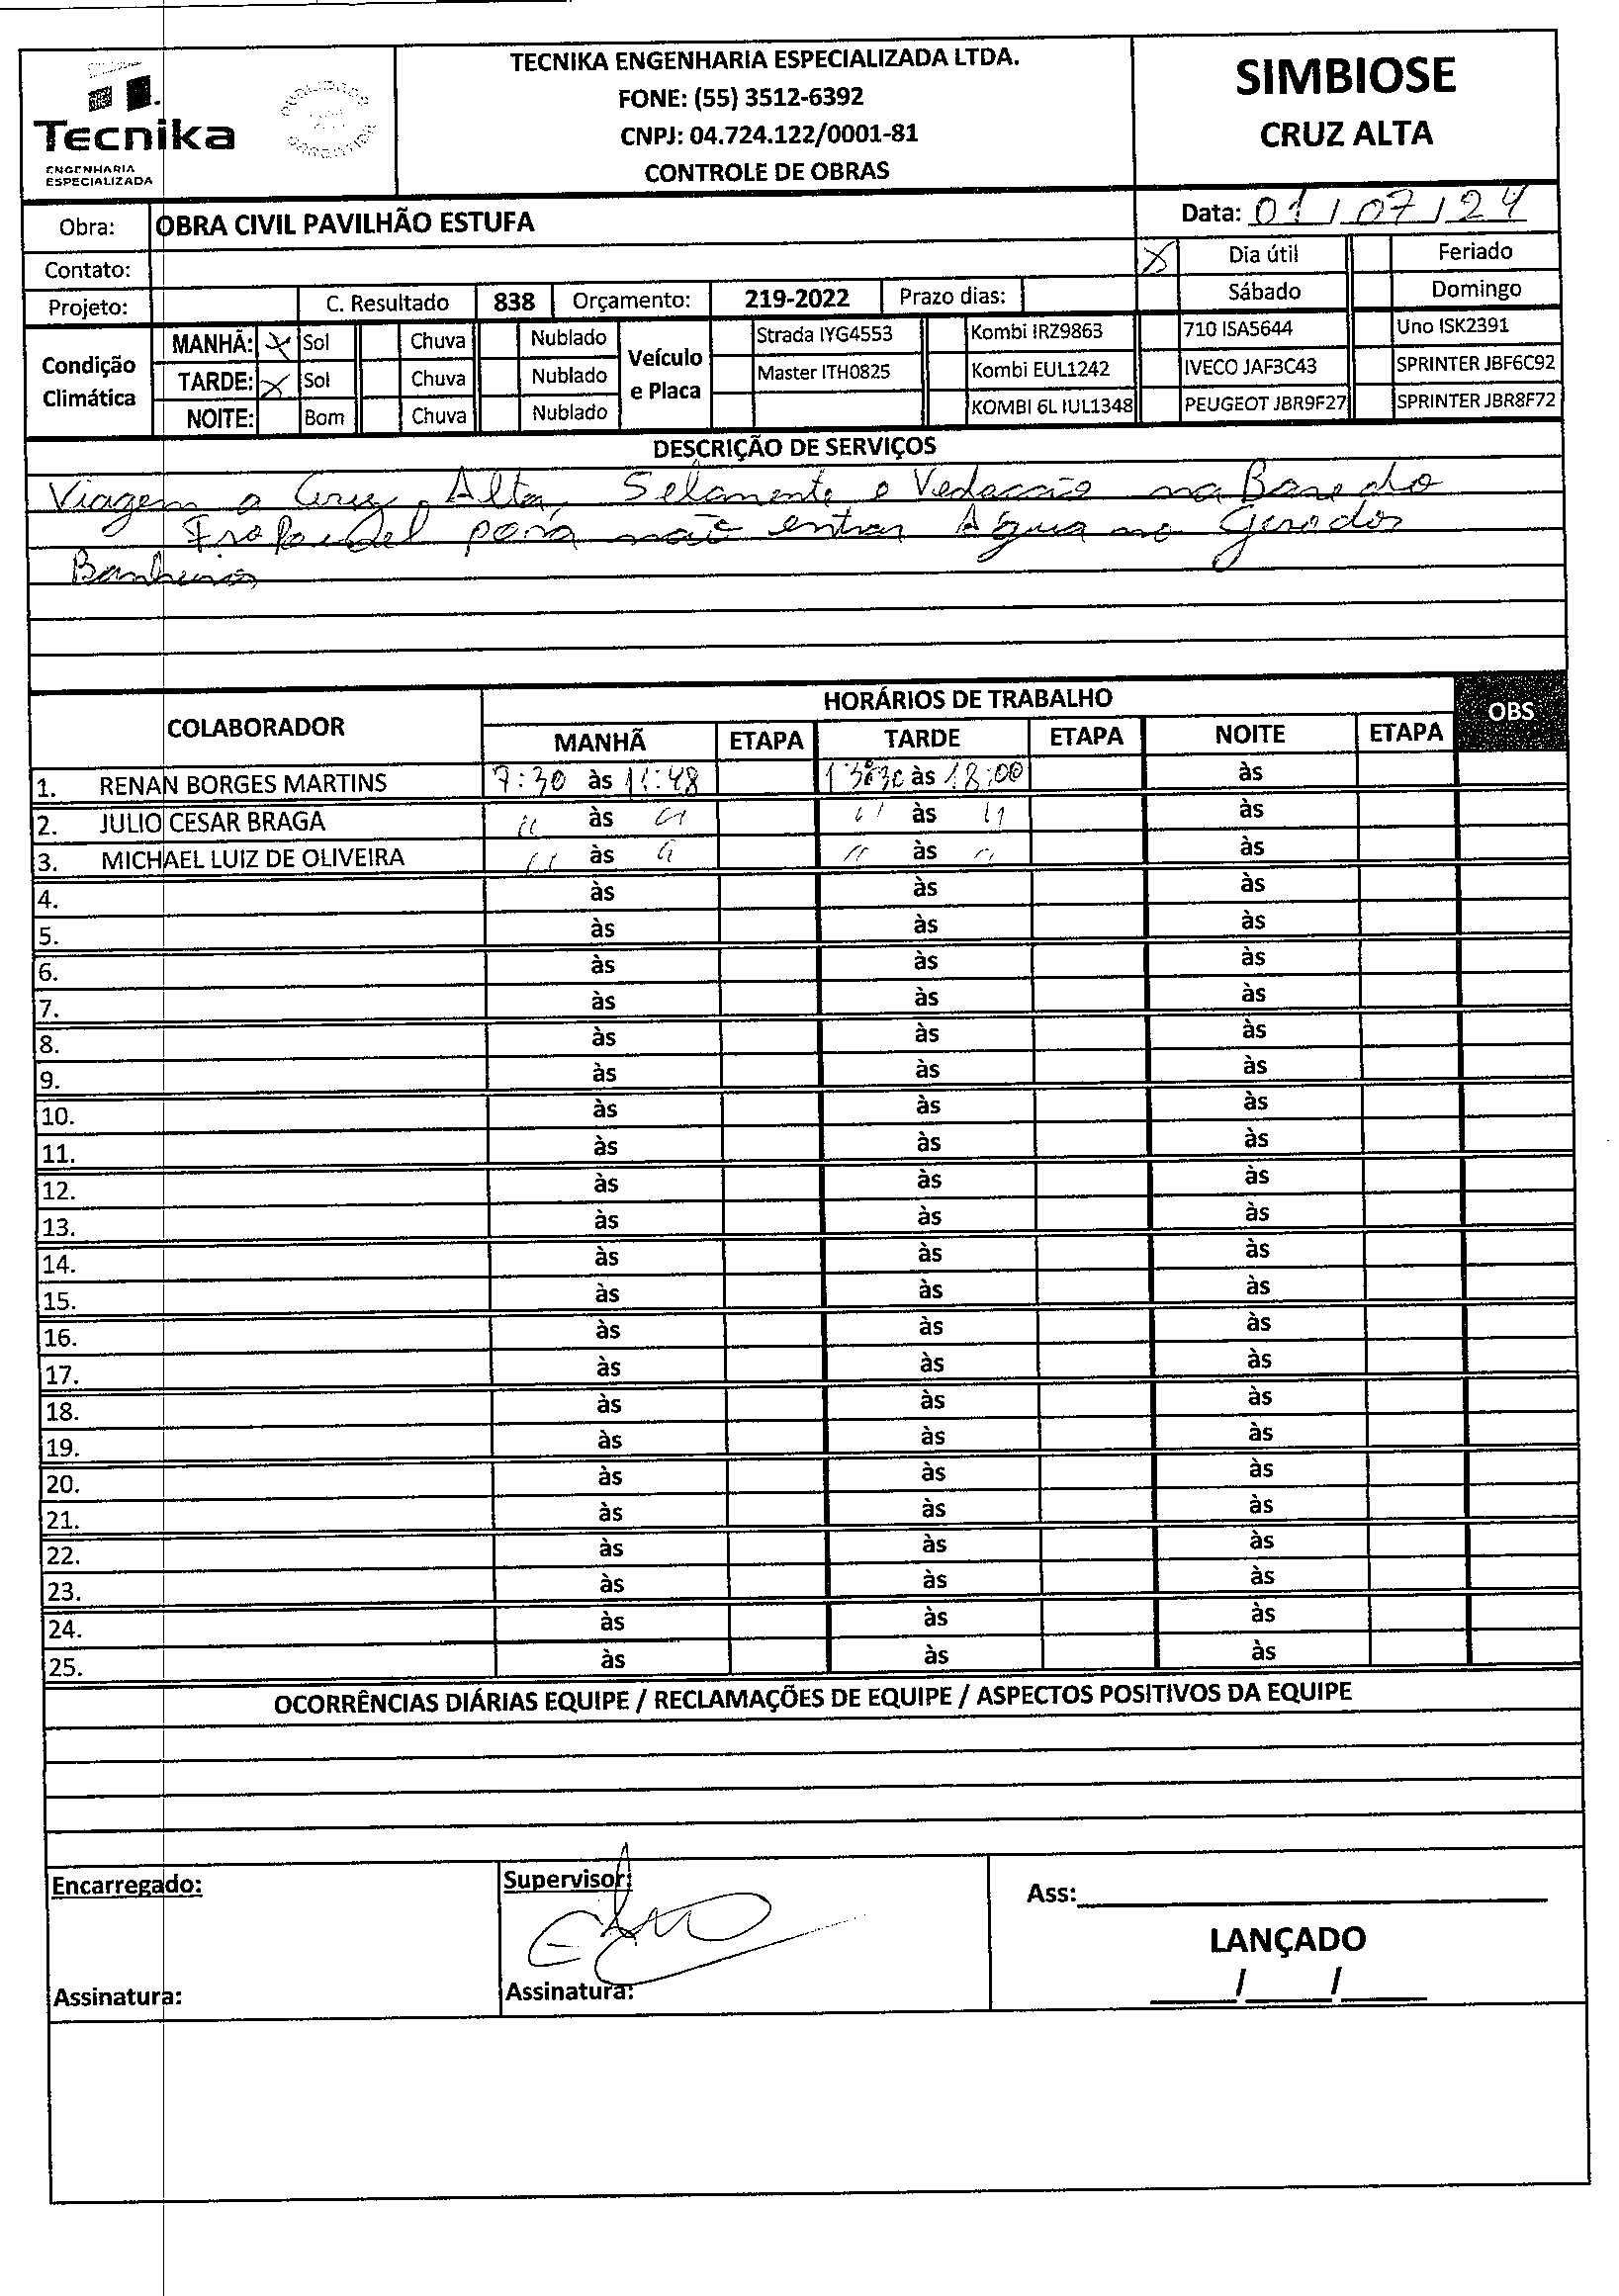 TECNIKA ENGENHARIA ESPECIALIZADA LTDA.
FONE: (55) 3512-6392
CNPJ: 04.724.122/0001-81
CONTROLE DE OBRAS
Tecnika
ENGENHARIA
ESPECIALIZADA
SIMBIOSE
CRUZ ALTA
Obra: OBRA CIVIL PAVILHÃO ESTUFA Data: 01/07/24
Contato: X Dia útil Feriado
Projeto: C. Resultado 838 Orçamento: 219-2022 Prazo dias: Sábado Domingo
Condição Climática
MANHÃ: X Sol Chuva Nublado
TARDE: X Sol Chuva Nublado
NOITE: Bom Chuva Nublado
Veículo e Placa
Strada IYG4553 Kombi IRZ9863 710 ISA5644 Uno ISK2391
Master ITH0825 Kombi EUL1242 IVECO JAF3C43 SPRINTER JBF6C92
KOMBI 6L IUL1348 PEUGEOT JBR9F27 SPRINTER JBR8F72
DESCRIÇÃO DE SERVIÇOS
Viagem a Cruz Alta, Selamento e Vedacão na Base do
para não entrar Água no Gerador
Banheiro
COLABORADOR HORÁRIOS DE TRABALHO OBS
MANHÃ ETAPA TARDE ETAPA NOITE ETAPA
1. RENAN BORGES MARTINS 7:30 às 11:48 13:30 às 18:00 às
2. JULIO CESAR BRAGA " às " " às " às
3. MICHAEL LUIZ DE OLIVEIRA " às " " às " às
4. às às às
5. às às às
6. às às às
7. às às às
8. às às às
9. às às às
10. às às às
11. às às às
12. às às às
13. às às às
14. às às às
15. às às às
16. às às às
17. às às às
18. às às às
19. às às às
20. às às às
21. às às às
22. às às às
23. às às às
24. às às às
25. às às às
OCORRÊNCIAS DIÁRIAS EQUIPE / RECLAMAÇÕES DE EQUIPE / ASPECTOS POSITIVOS DA EQUIPE
Encarregado: Supervisor: Ass:
LANÇADO
Assinatura: Assinatura: / /